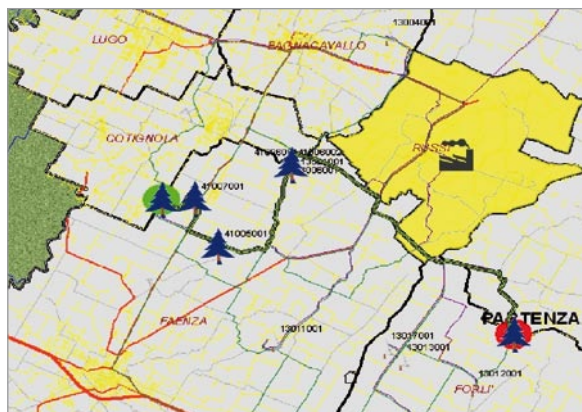 13004001
LUGO
BAGNACAVALLO
COTIGNOLA
RUSSI
41007001
41005001
PARTENZA
FAENZA
13011001
13017001
13013001
13012001
FORLI'